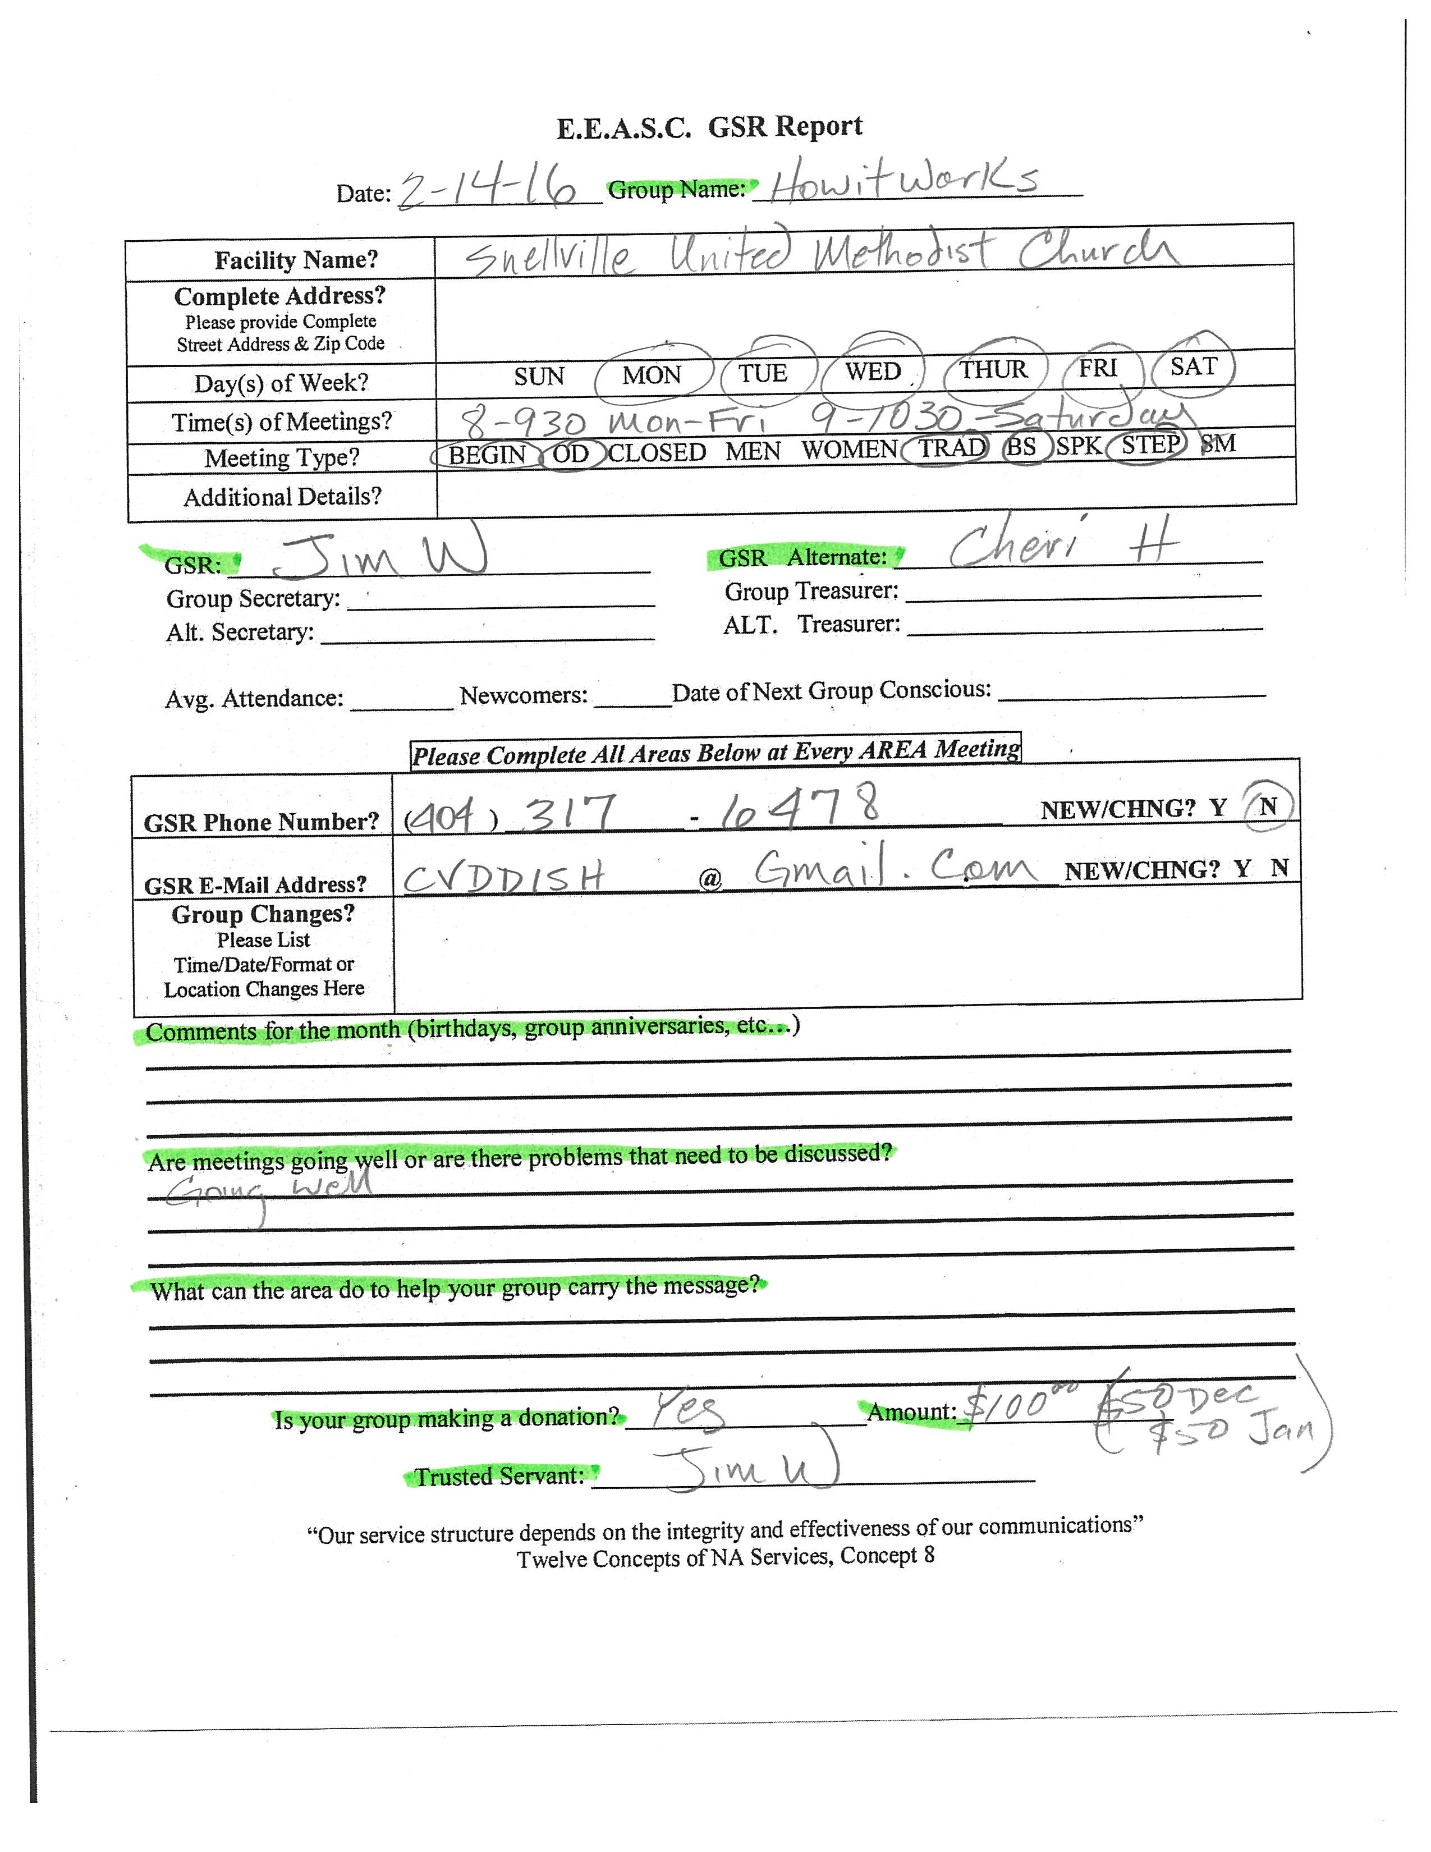 E.E.A.S.C. GSR Report
Date: 2-14-16 Group Name: Howitworks
Facility Name? Snellville United Methodist Church
Complete Address?
Please provide Complete
Street Address & Zip Code
Day(s) of Week? SUN MON TUE WED THUR FRI SAT
Time(s) of Meetings? 8-930 Mon-Fri 9-1030 Saturday
Meeting Type? BEGIN OD CLOSED MEN WOMEN TRAD BS SPK STEP SM
Additional Details?
GSR: Jim W GSR Alternate: Cheri H
Group Secretary: Group Treasurer:
Alt. Secretary: ALT. Treasurer:
Avg. Attendance: Newcomers: Date of Next Group Conscious:
Please Complete All Areas Below at Every AREA Meeting
GSR Phone Number? (404) 317 - 6478 NEW/CHNG? Y N
GSR E-Mail Address? CVDDISH @ Gmail.com NEW/CHNG? Y N
Group Changes?
Please List
Time/Date/Format or
Location Changes Here
Comments for the month (birthdays, group anniversaries, etc...)
Are meetings going well or are there problems that need to be discussed?
Going well
What can the area do to help your group carry the message?
Is your group making a donation? Yes Amount: $100.00 ($50 Dec
$50 Jan)
Trusted Servant: Jim W
“Our service structure depends on the integrity and effectiveness of our communications”
Twelve Concepts of NA Services, Concept 8